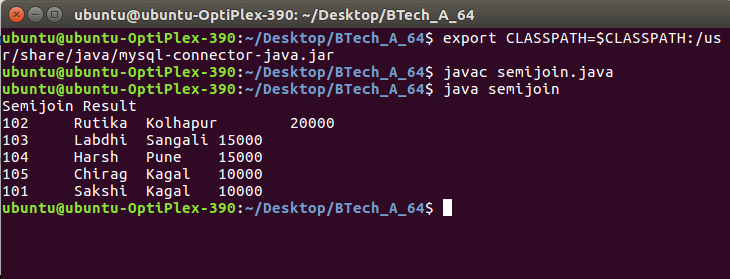 ubuntu@ubuntu-OptiPlex-390: ~/Desktop/BTech_A_64
ubuntu@ubuntu-OptiPlex-390:~/Desktop/BTech_A_64$ export CLASSPATH=$CLASSPATH:/us
r/share/java/mysql-connector-java.jar
ubuntu@ubuntu-OptiPlex-390:~/Desktop/BTech_A_64$ javac semijoin.java
ubuntu@ubuntu-OptiPlex-390:~/Desktop/BTech_A_64$ java semijoin
Semijoin Result
102 Rutika Kolhapur 20000
103 Labdhi Sangali 15000
104 Harsh Pune 15000
105 Chirag Kagal 10000
101 Sakshi Kagal 10000
ubuntu@ubuntu-OptiPlex-390:~/Desktop/BTech_A_64$